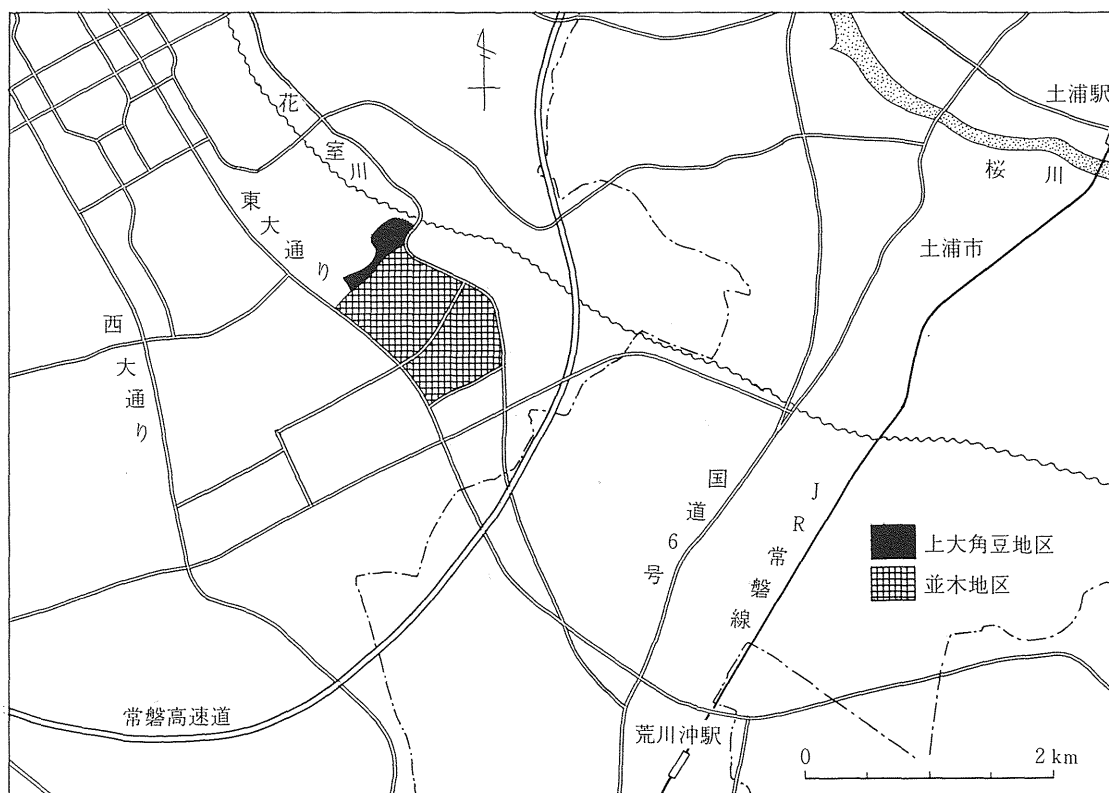 花室川
東大通り
西大通り
土浦駅
桜川
土浦市
国道6号
JR常磐線
上大角豆地区
並木地区
常磐高速道
荒川沖駅
0 2 km